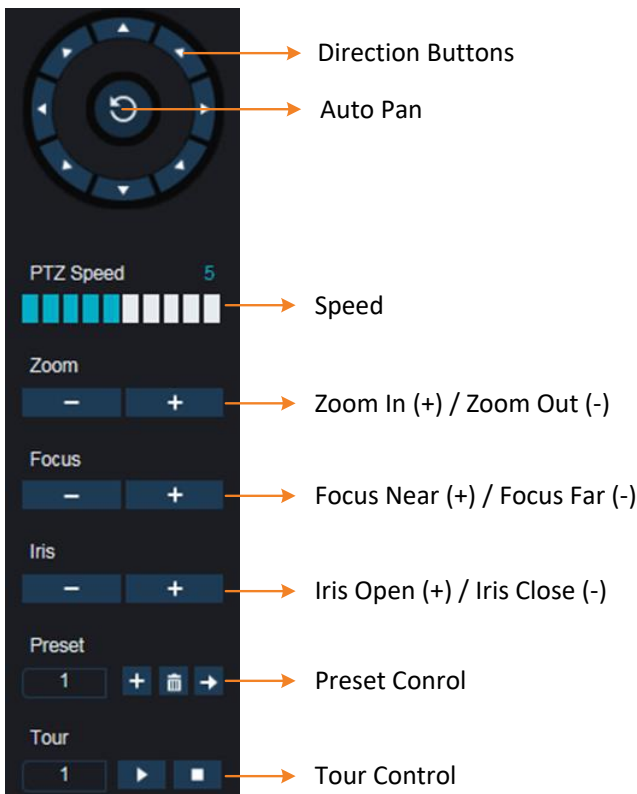 Direction Buttons
Auto Pan
PTZ Speed 5
Speed
Zoom
− +
Zoom In (+) / Zoom Out (-)
Focus
− +
Focus Near (+) / Focus Far (-)
Iris
− +
Iris Open (+) / Iris Close (-)
Preset
1 +
Preset Conrol
Tour
1
Tour Control